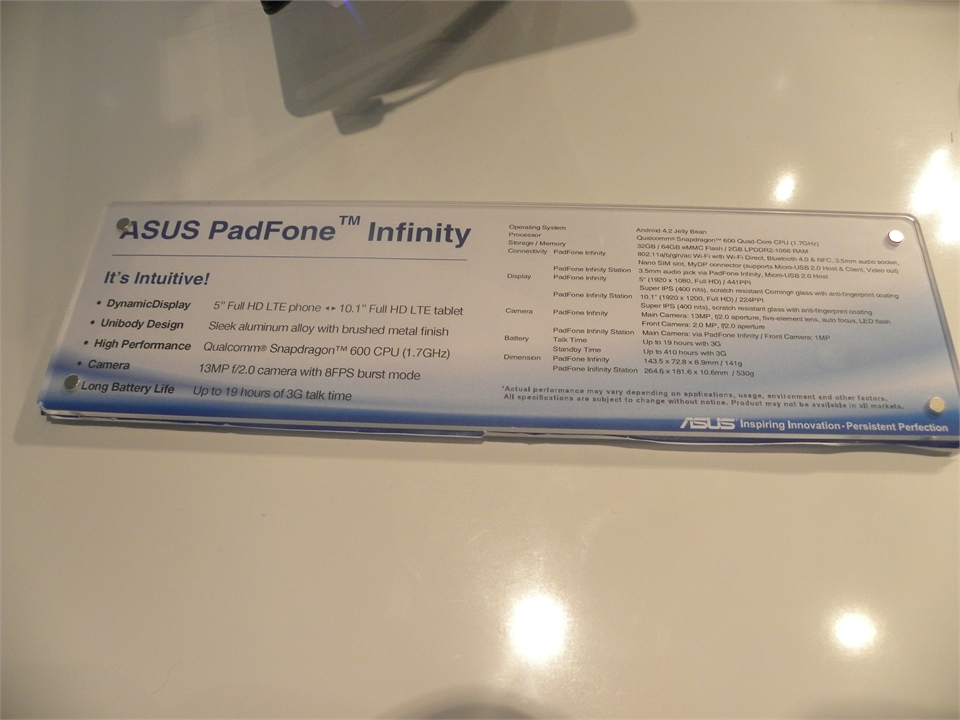 ASUS PadFone™ Infinity
It's Intuitive!
• DynamicDisplay 5" Full HD LTE phone ◂▸ 10.1" Full HD LTE tablet
• Unibody Design Sleek aluminum alloy with brushed metal finish
• High Performance Qualcomm® Snapdragon™ 600 CPU (1.7GHz)
• Camera 13MP f/2.0 camera with 8FPS burst mode
Long Battery Life Up to 19 hours of 3G talk time
Operating System Android 4.2 Jelly Bean
Processor Qualcomm® Snapdragon™ 600 Quad-Core CPU (1.7GHz)
Storage / Memory 32GB / 64GB eMMC Flash / 2GB LPDDR2-1066 RAM
Connectivity PadFone Infinity 802.11a/b/g/n/ac Wi-Fi with Wi-Fi Direct, Bluetooth 4.0 & NFC, 3.5mm audio socket,
Nano SIM slot, MyDP connector (supports Micro-USB 2.0 Host & Client, Video out)
PadFone Infinity Station 3.5mm audio jack via PadFone Infinity, Micro-USB 2.0 Host
Display PadFone Infinity 5" (1920 x 1080, Full HD) / 441PPI
Super IPS (400 nits), scratch resistant Corning® glass with anti-fingerprint coating
PadFone Infinity Station 10.1" (1920 x 1200, Full HD) / 224PPI
Super IPS (400 nits), scratch resistant glass with anti-fingerprint coating
Camera PadFone Infinity Main Camera: 13MP, f/2.0 aperture, five-element lens, auto focus, LED flash
Front Camera: 2.0 MP, f/2.0 aperture
PadFone Infinity Station Main Camera: via PadFone Infinity / Front Camera: 1MP
Battery Talk Time Up to 19 hours with 3G
Standby Time Up to 410 hours with 3G
Dimension PadFone Infinity 143.5 x 72.8 x 8.9mm / 141g
PadFone Infinity Station 264.6 x 181.6 x 10.6mm / 530g
*Actual performance may vary depending on applications, usage, environment and other factors.
All specifications are subject to change without notice. Product may not be available in all markets.
ASUS Inspiring Innovation • Persistent Perfection